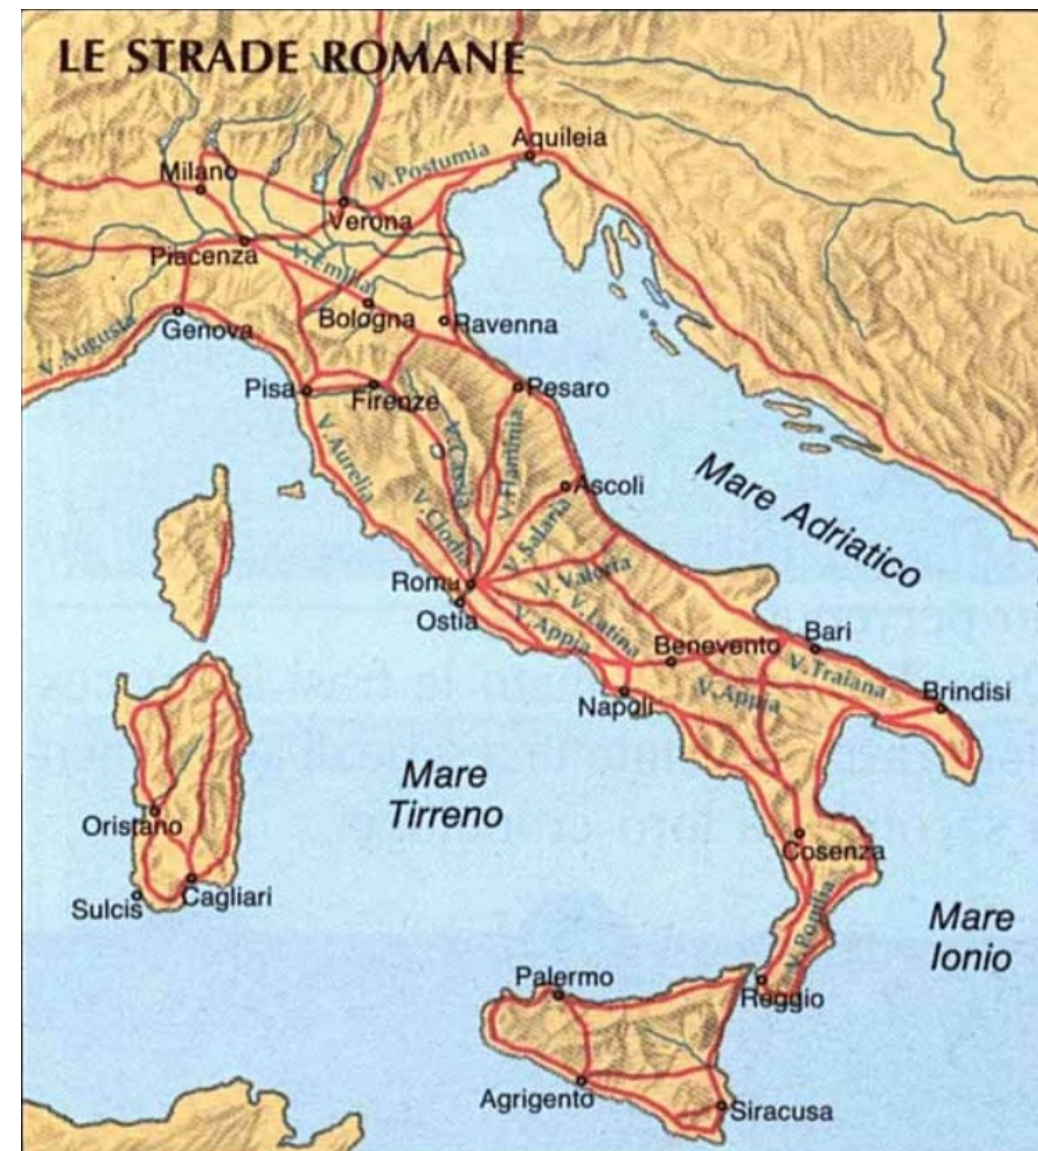 LE STRADE ROMANE
Aquileia
Milano
V. Postumia
Verona
Piacenza
V. Emilia
Bologna
Ravenna
Genova
V. Augusta
Pisa
Firenze
Pesaro
V. Aurelia
V. Cassia
V. Flaminia
V. Clodia
V. Salaria
Ascoli
Mare Adriatico
Roma
Ostia
V. Valeria
V. Latina
V. Appia
Benevento
Bari
V. Traiana
V. Appia
Napoli
Brindisi
Mare
Tirreno
Oristano
Sulcis
Cagliari
Cosenza
V. Popilia
Mare
Ionio
Palermo
Reggio
Agrigento
Siracusa